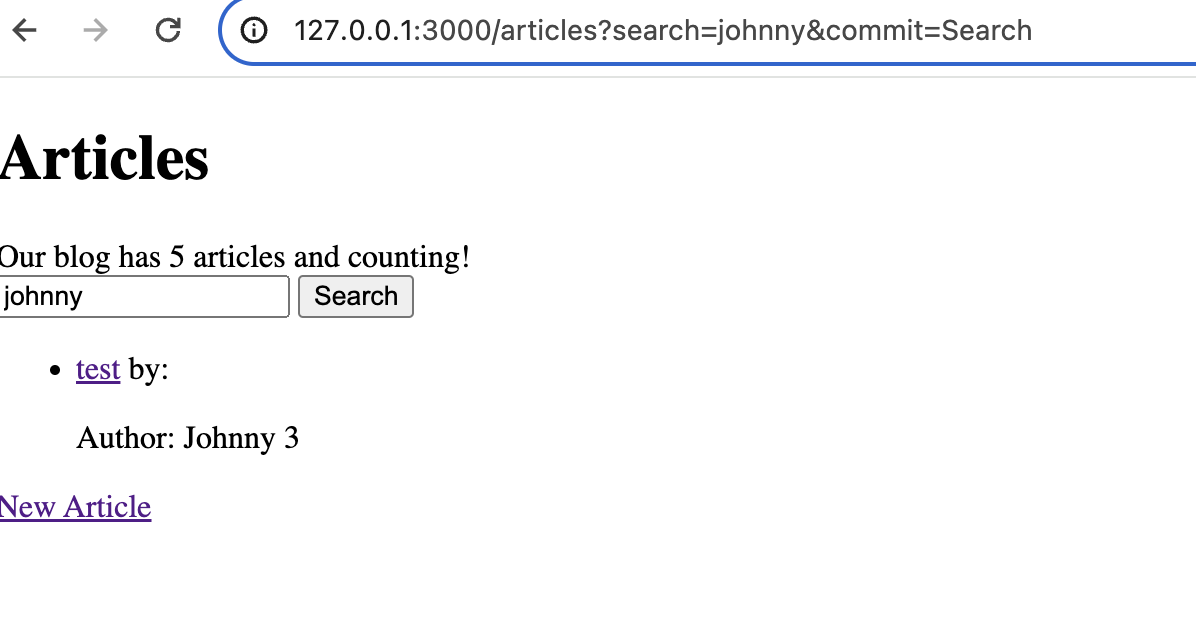 127.0.0.1:3000/articles?search=johnny&commit=Search
Articles
Our blog has 5 articles and counting!
johnny Search
test by:
Author: Johnny 3
New Article